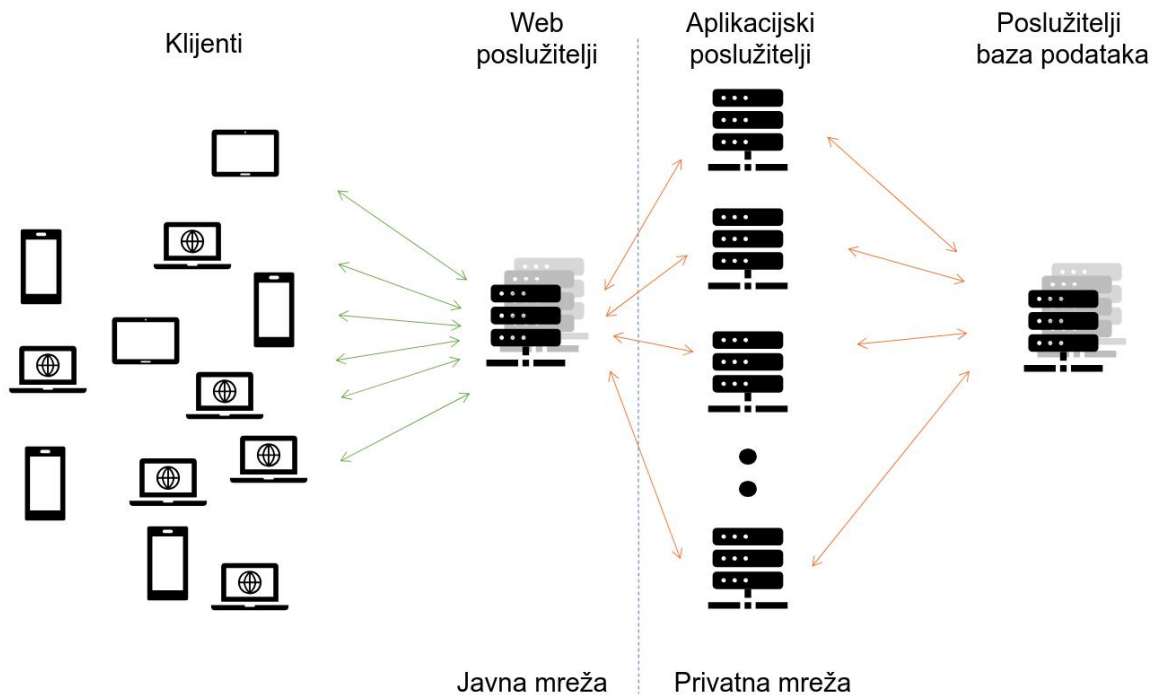 Klijenti
Web
poslužitelji
Aplikacijski
poslužitelji
Poslužitelji
baza podataka
Javna mreža
Privatna mreža